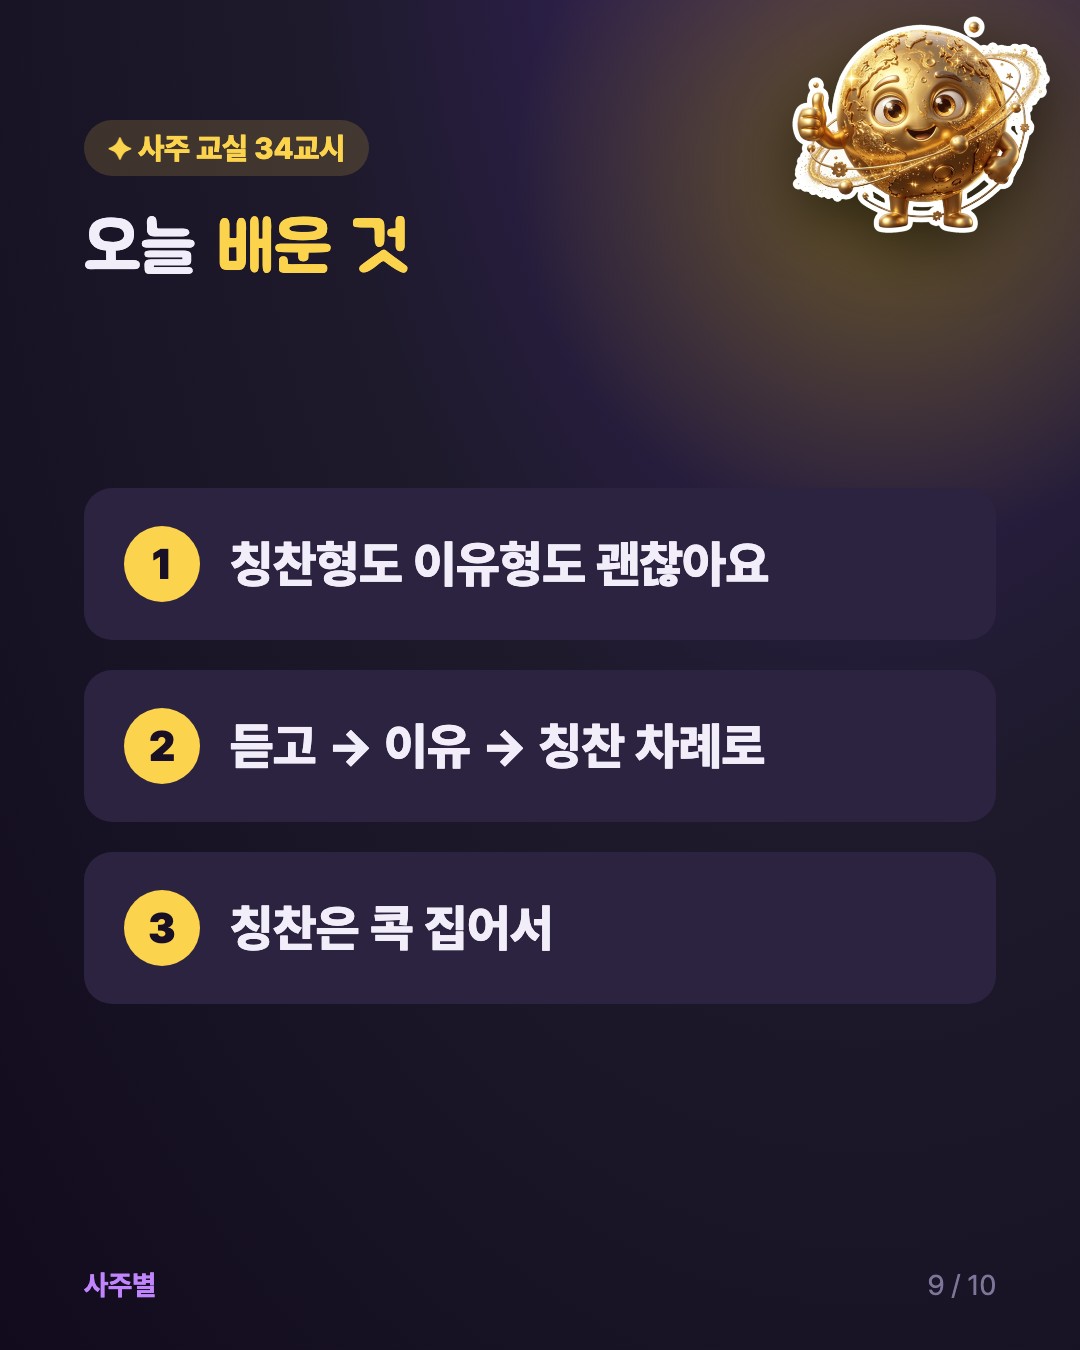 ✦ 사주 교실 34교시
오늘 배운 것
1 칭찬형도 이유형도 괜찮아요
2 듣고 → 이유 → 칭찬 차례로
3 칭찬은 콕 집어서
사주별
9 / 10